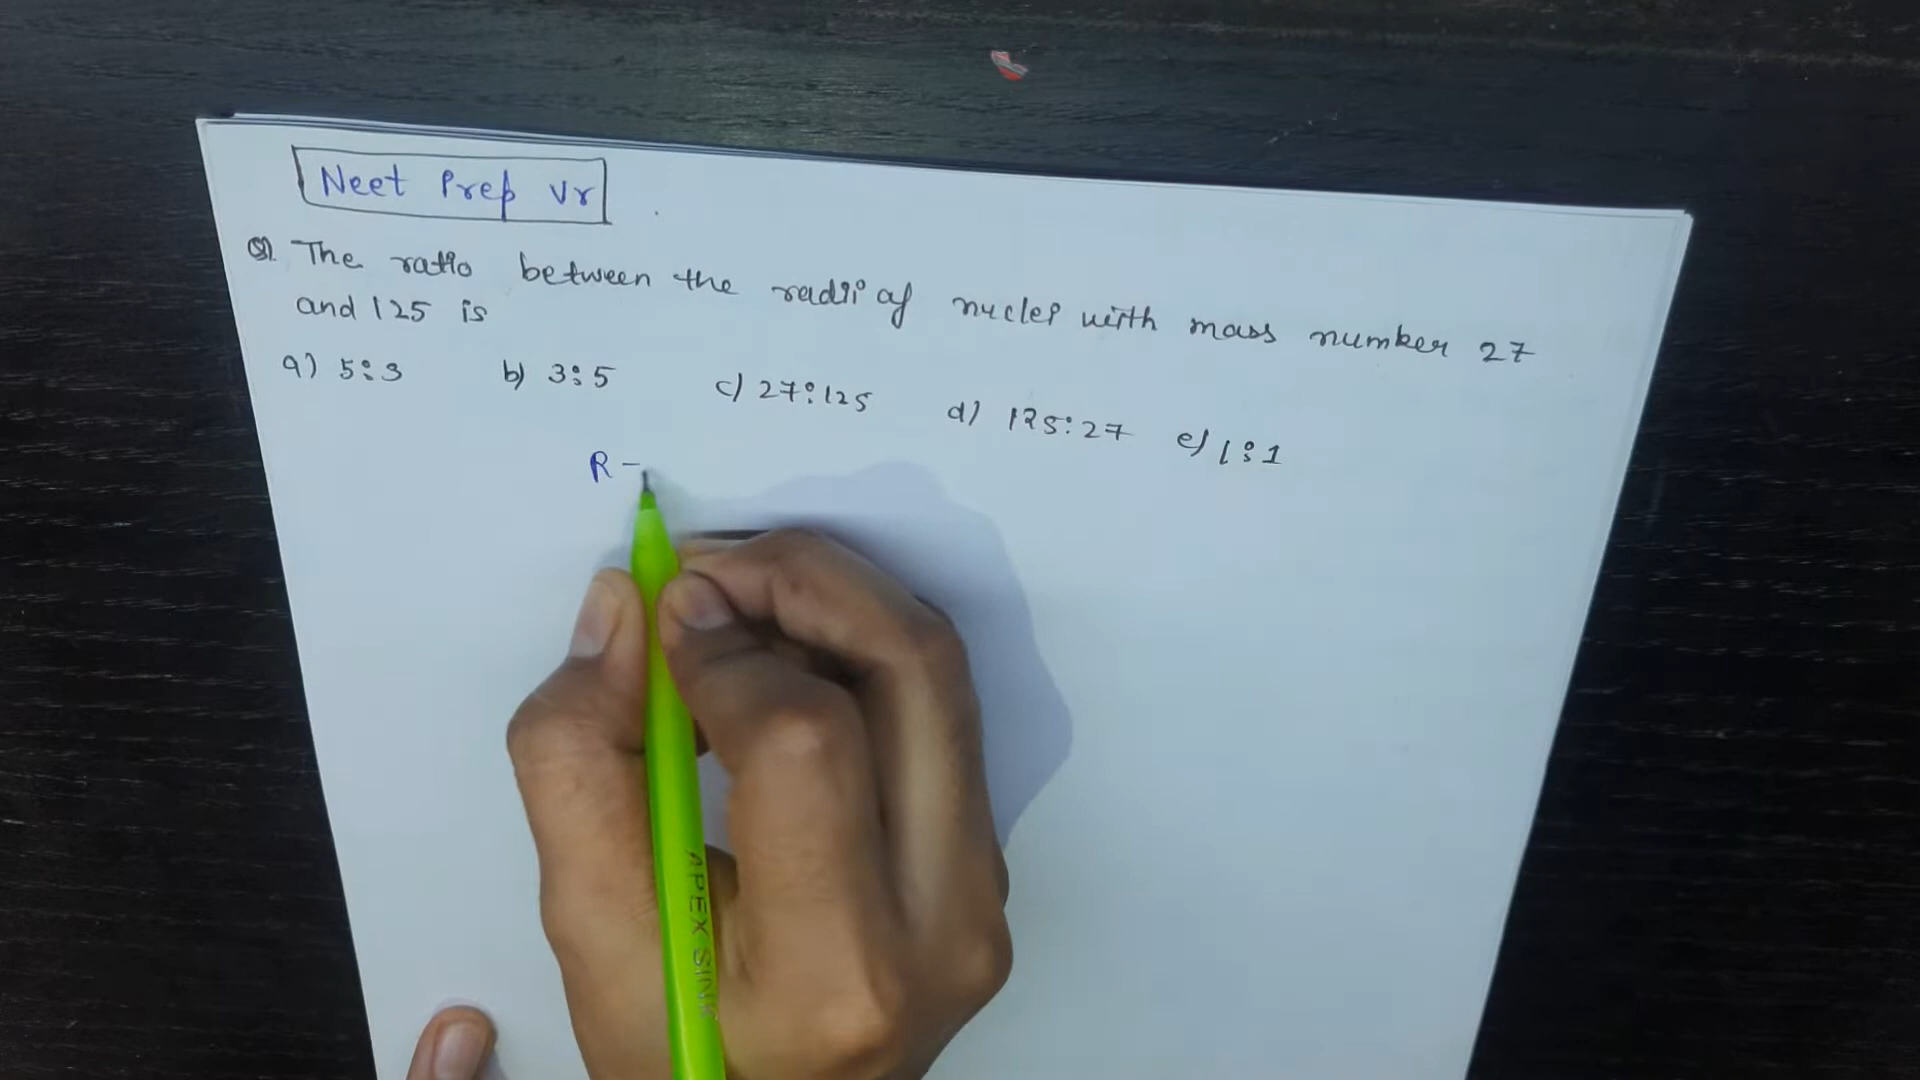 Neet Prep Vr
Q. The ratio between the radii of nuclei with mass number 27
and 125 is
a) 5:3 b) 3:5 c) 27:125 d) 125:27 e) 1:1
R -
APEX SINX